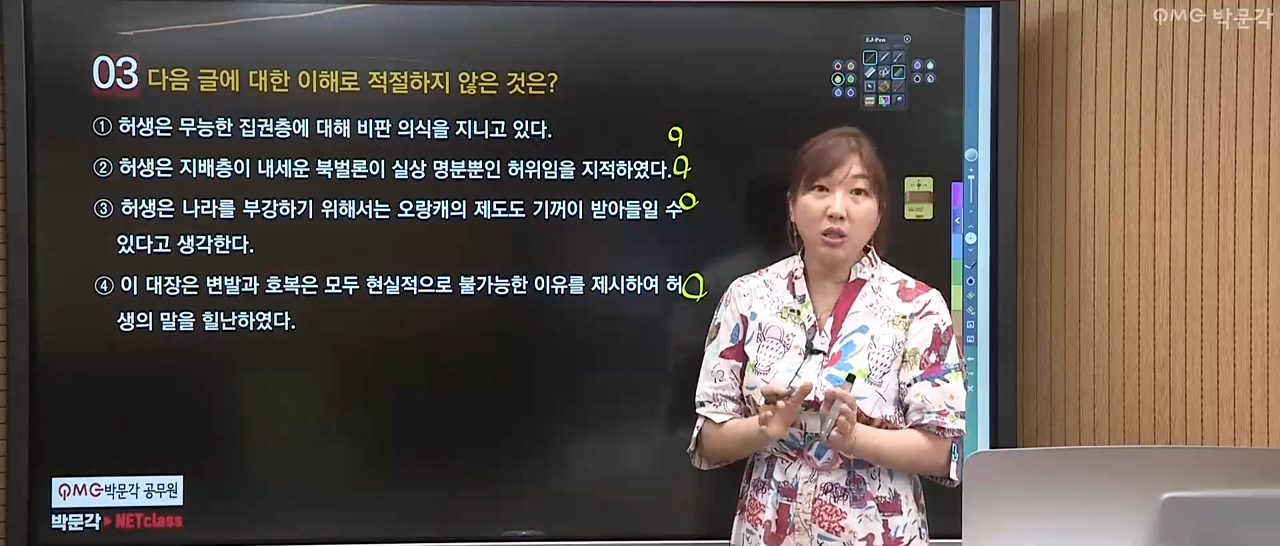 QMG 박문각
EJ-Pen
03 다음 글에 대한 이해로 적절하지 않은 것은?
① 허생은 무능한 집권층에 대해 비판 의식을 지니고 있다.
② 허생은 지배층이 내세운 북벌론이 실상 명분뿐인 허위임을 지적하였다.
③ 허생은 나라를 부강하기 위해서는 오랑캐의 제도도 기꺼이 받아들일 수
있다고 생각한다.
④ 이 대장은 변발과 호복은 모두 현실적으로 불가능한 이유를 제시하여 허
생의 말을 힐난하였다.
QMG 박문각 공무원
박문각 NETclass